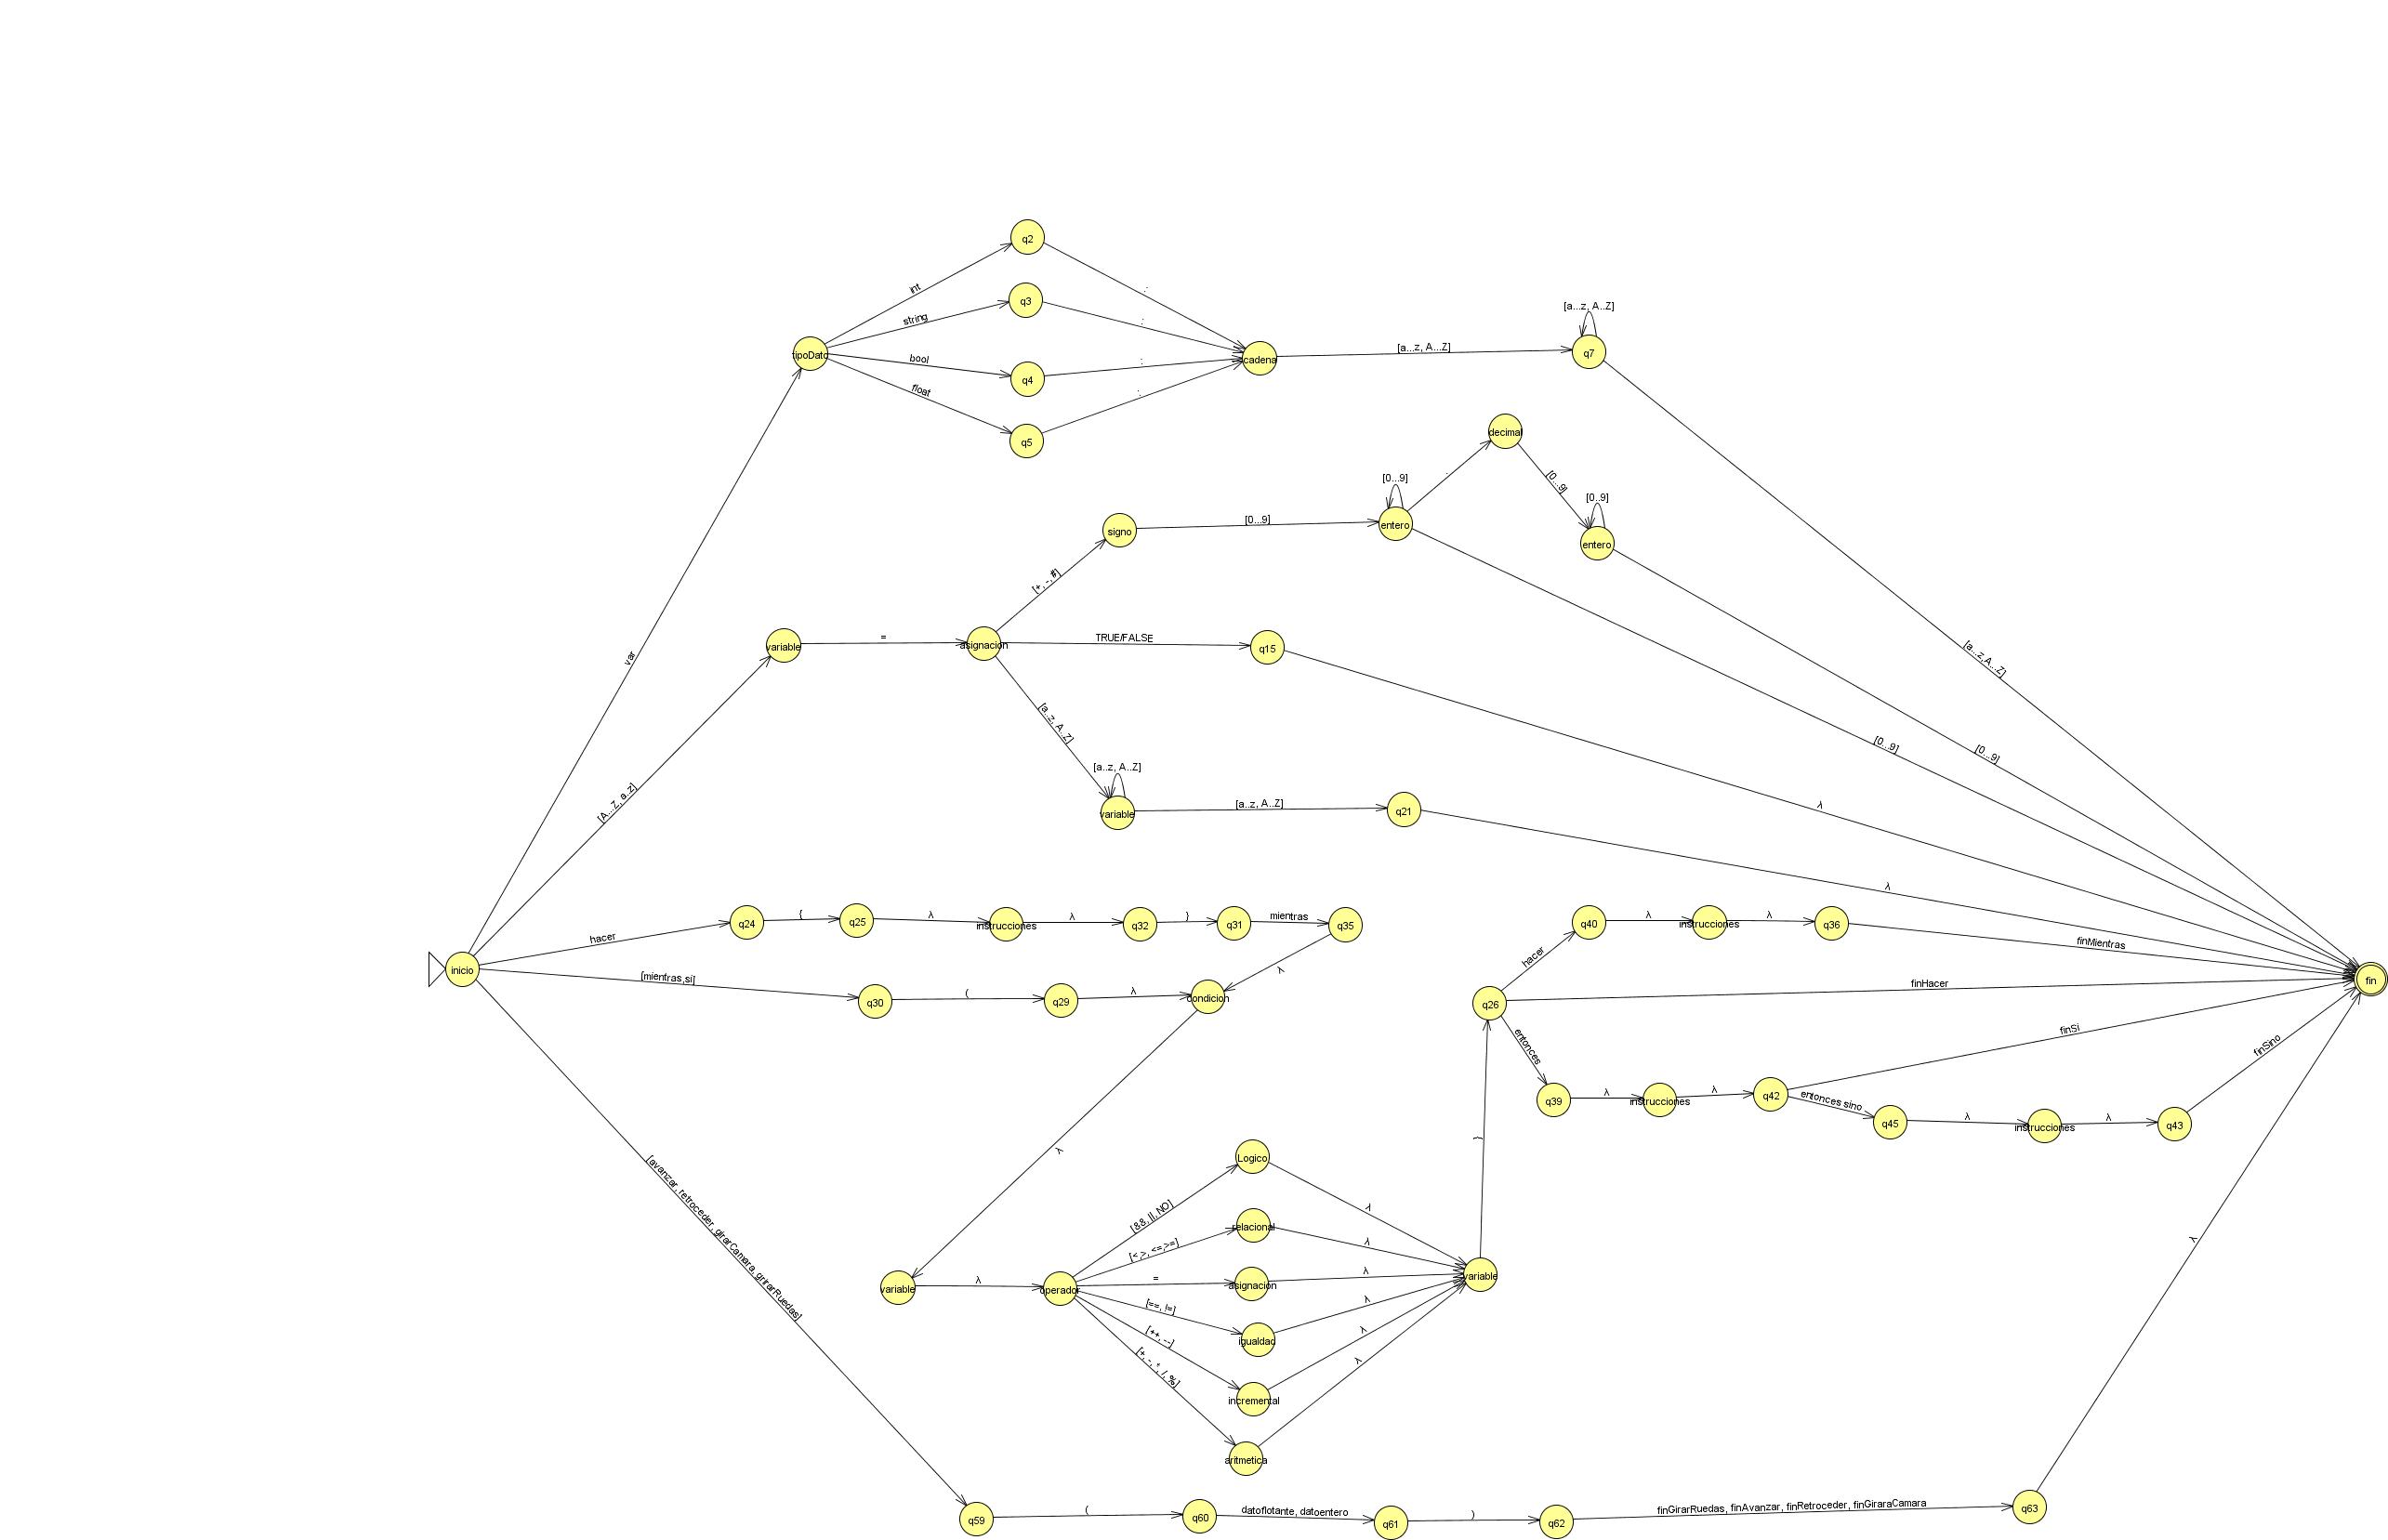 q2
int
:
q3
string
:
[a...z, A..Z]
tipoDato
bool
:
cadena
[a...z, A...Z]
q7
q4
float
:
q5
decimal
.
[0...9]
[0...9]
[0..9]
signo
[0...9]
entero
entero
[+, -,#]
var
variable
=
asignacion
TRUE/FALSE
q15
[a...z,A...Z]
[a..z, A..Z]
[0...9]
[0...9]
[a..z, A..Z]
[A...Z, a..z]
variable
[a..z, A..Z]
q21
λ
λ
hacer
q24
{
q25
λ
instrucciones
λ
q32
}
q31
mientras
q35
q40
λ
instrucciones
λ
q36
finMientras
inicio
[mientras,si]
λ
hacer
fin
q30
(
q29
λ
condicion
q26
finHacer
entonces
finSi
finSino
q39
λ
instrucciones
λ
q42
entonces sino
q45
λ
instrucciones
λ
q43
λ
)
Logico
[avanzar, retroceder, girarCamara, grirarRuedas]
[&&, ||, NO]
λ
relacional
[<,>, <=,>=]
λ
λ
variable
λ
operador
=
asignacion
λ
variable
[==, !=]
igualdad
λ
[++, --]
incremental
λ
[+, -, *, /, %]
aritmetica
λ
q59
(
q60
datoflotante, datoentero
q61
)
q62
finGirarRuedas, finAvanzar, finRetroceder, finGiraraCamara
q63